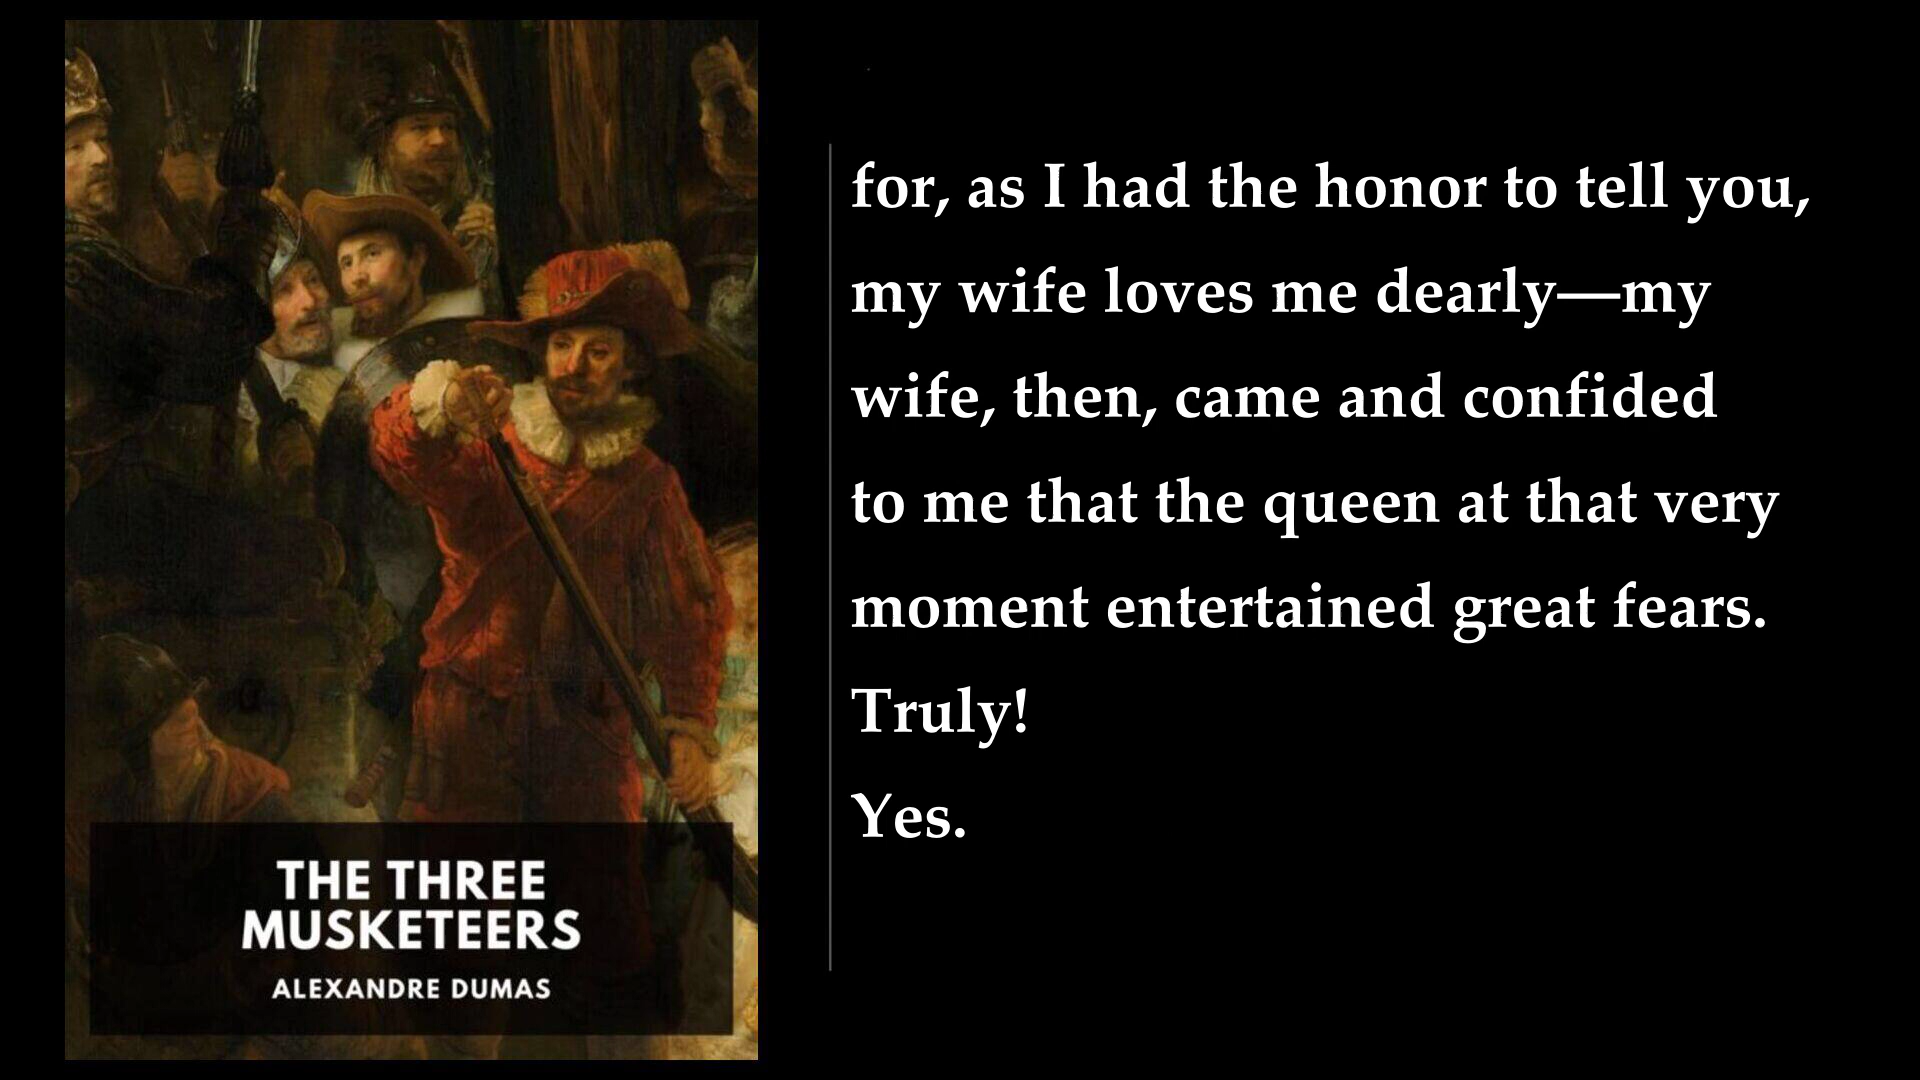 THE THREE
MUSKETEERS
ALEXANDRE DUMAS
for, as I had the honor to tell you,
my wife loves me dearly—my
wife, then, came and confided
to me that the queen at that very
moment entertained great fears.
Truly!
Yes.